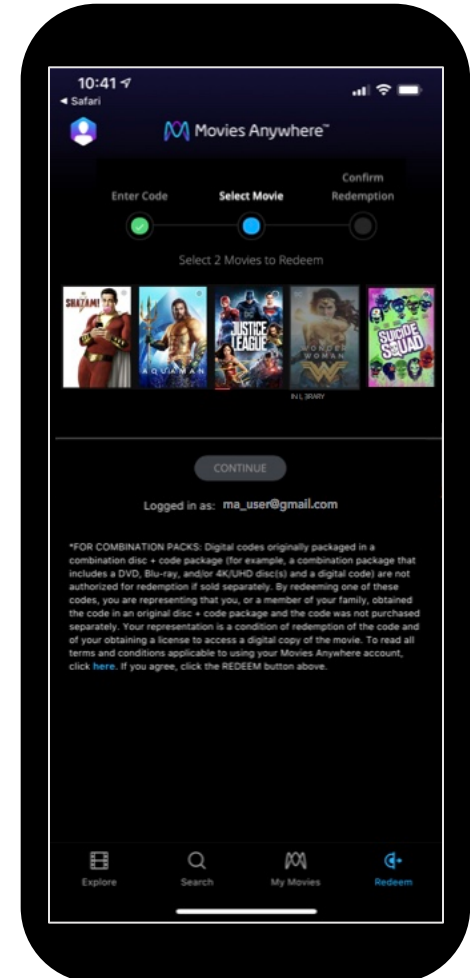 10:41
◄ Safari
Movies Anywhere™
Enter Code
Select Movie
Confirm
Redemption
Select 2 Movies to Redeem
SHAZAM!
AQUAMAN
JUSTICE
LEAGUE
WONDER
WOMAN
SUICIDE
SQUAD
CONTINUE
Logged in as: ma_user@gmail.com
*FOR COMBINATION PACKS: Digital codes originally packaged in a
combination disc + code package (for example, a combination package that
includes a DVD, Blu-ray, and/or 4K/UHD disc(s) and a digital code) are not
authorized for redemption if sold separately. By redeeming one of these
codes, you are representing that you, or a member of your family, obtained
the code in an original disc + code package and the code was not purchased
separately. Your representation is a condition of redemption of the code and
of your obtaining a license to access a digital copy of the movie. To read all
terms and conditions applicable to using your Movies Anywhere account,
click here. If you agree, click the REDEEM button above.
Explore
Search
My Movies
Redeem